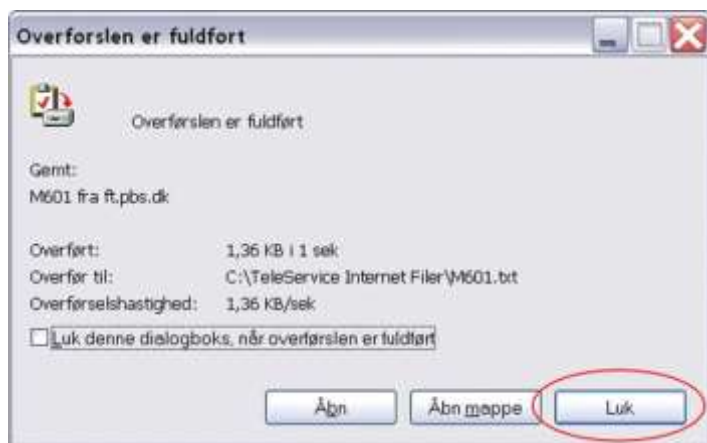 Overforslen er fuldfort
Overførslen er fuldført
Gemt:
M601 fra ft.pbs.dk
Overført: 1,36 KB i 1 sek
Overfør til: C:\TeleService Internet Filer\M601.txt
Overførselshastighed: 1,36 KB/sek
Luk denne dialogboks, når overførslen er fuldført
Åbn Åbn mappe Luk